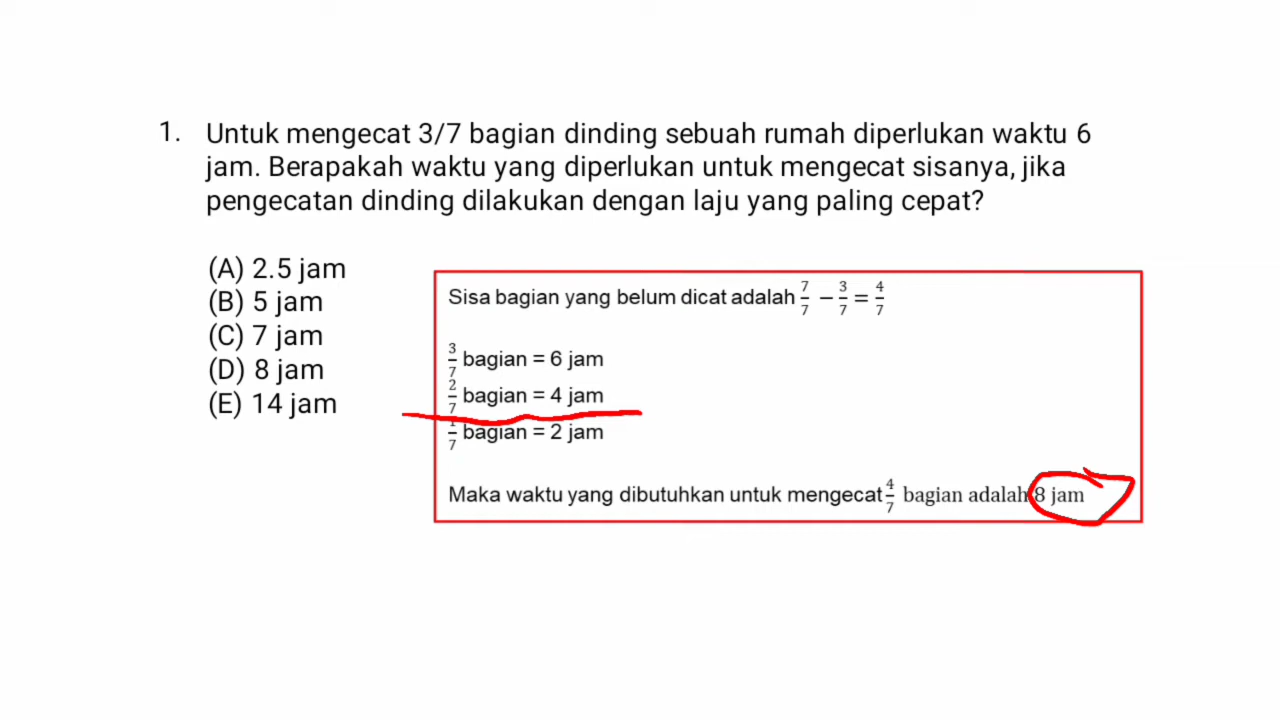 1. Untuk mengecat 3/7 bagian dinding sebuah rumah diperlukan waktu 6
jam. Berapakah waktu yang diperlukan untuk mengecat sisanya, jika
pengecatan dinding dilakukan dengan laju yang paling cepat?
(A) 2.5 jam
(B) 5 jam
(C) 7 jam
(D) 8 jam
(E) 14 jam
Sisa bagian yang belum dicat adalah 7/7 − 3/7 = 4/7
3/7 bagian = 6 jam
2/7 bagian = 4 jam
1/7 bagian = 2 jam
Maka waktu yang dibutuhkan untuk mengecat 4/7 bagian adalah 8 jam